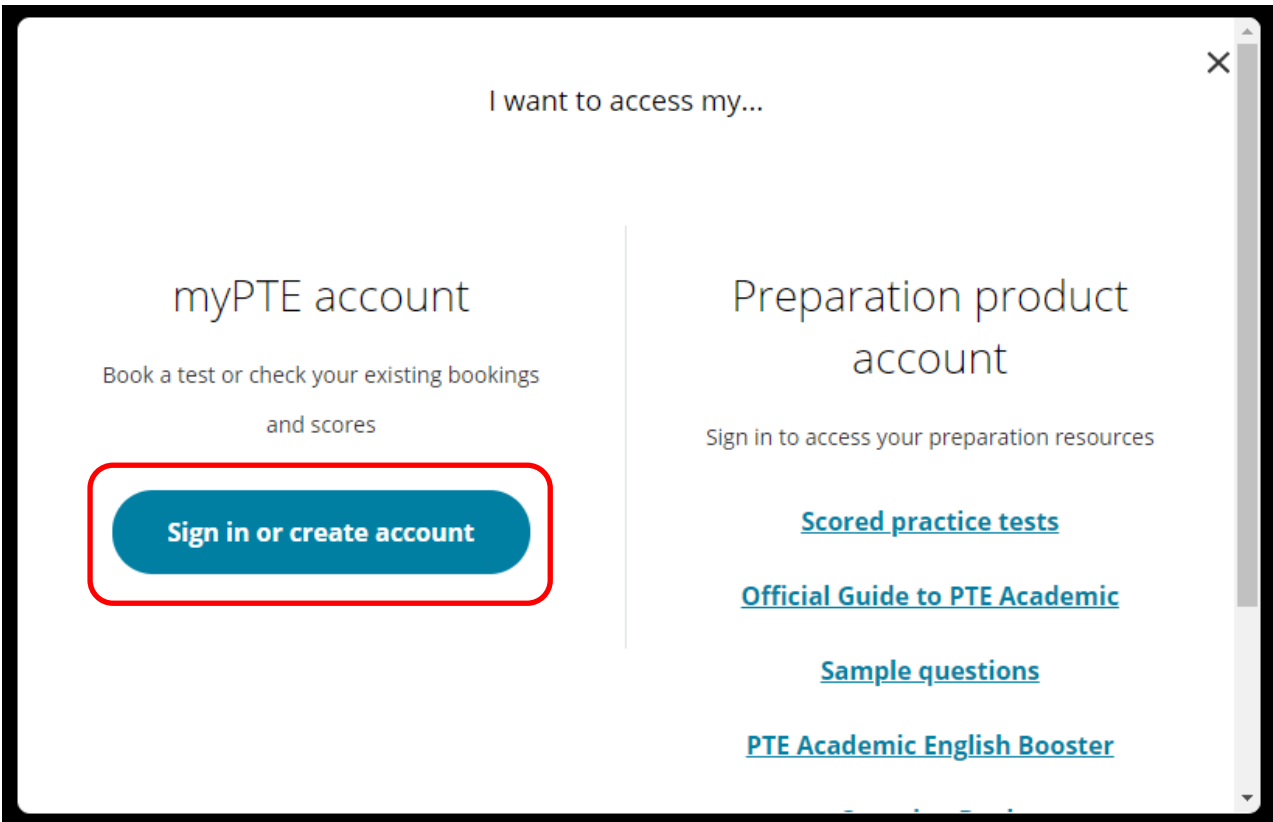 I want to access my...
myPTE account
Book a test or check your existing bookings
and scores
Sign in or create account
Preparation product
account
Sign in to access your preparation resources
Scored practice tests
Official Guide to PTE Academic
Sample questions
PTE Academic English Booster